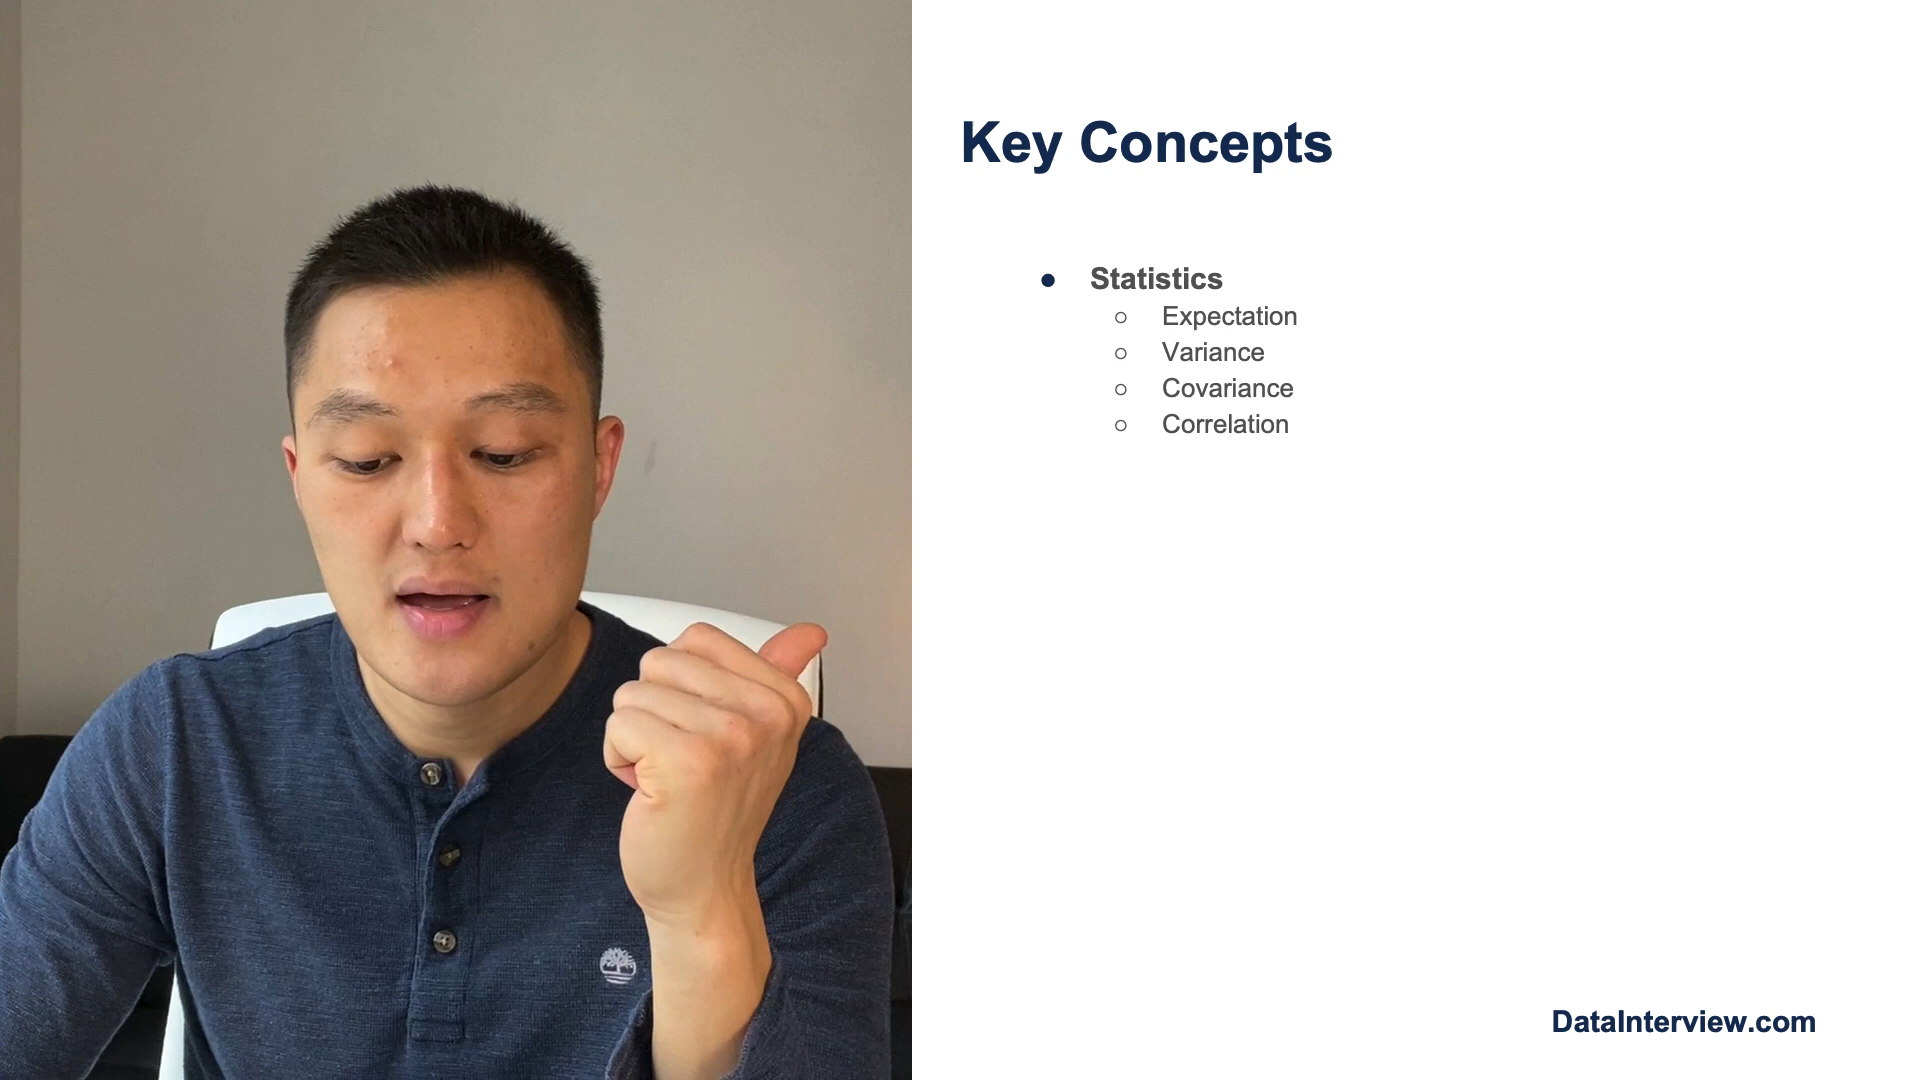 Key Concepts
● Statistics
○ Expectation
○ Variance
○ Covariance
○ Correlation
DataInterview.com